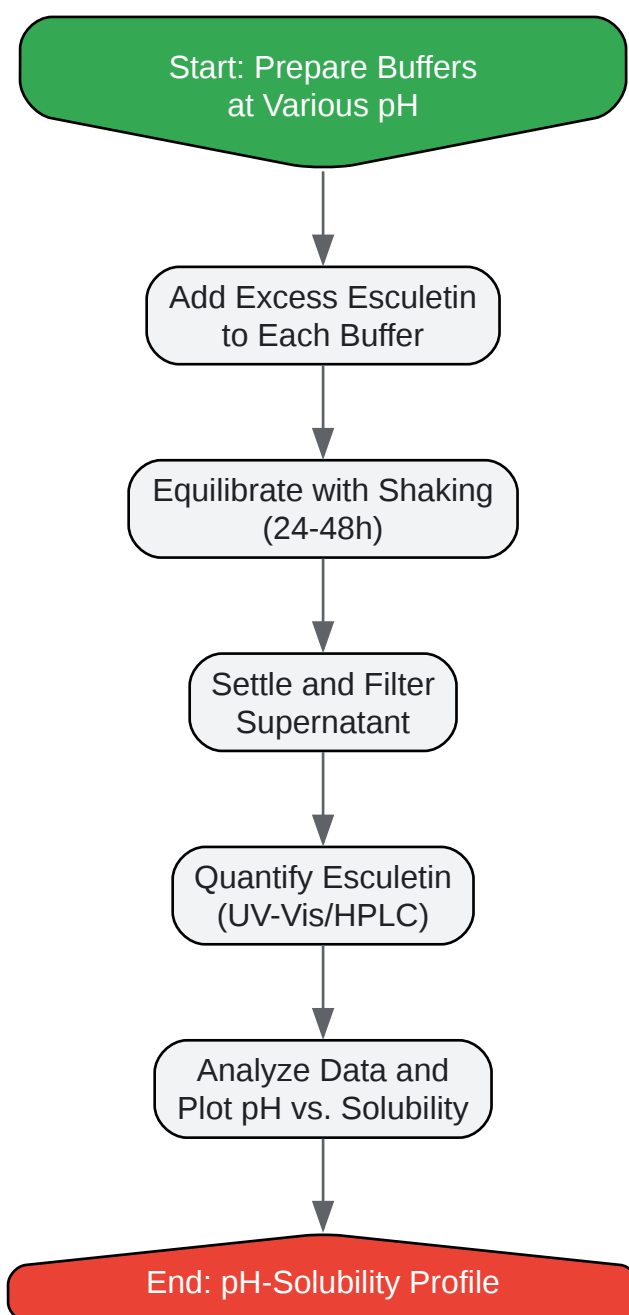 Start: Prepare Buffers
at Various pH
Add Excess Esculetin
to Each Buffer
Equilibrate with Shaking
(24-48h)
Settle and Filter
Supernatant
Quantify Esculetin
(UV-Vis/HPLC)
Analyze Data and
Plot pH vs. Solubility
End: pH-Solubility Profile